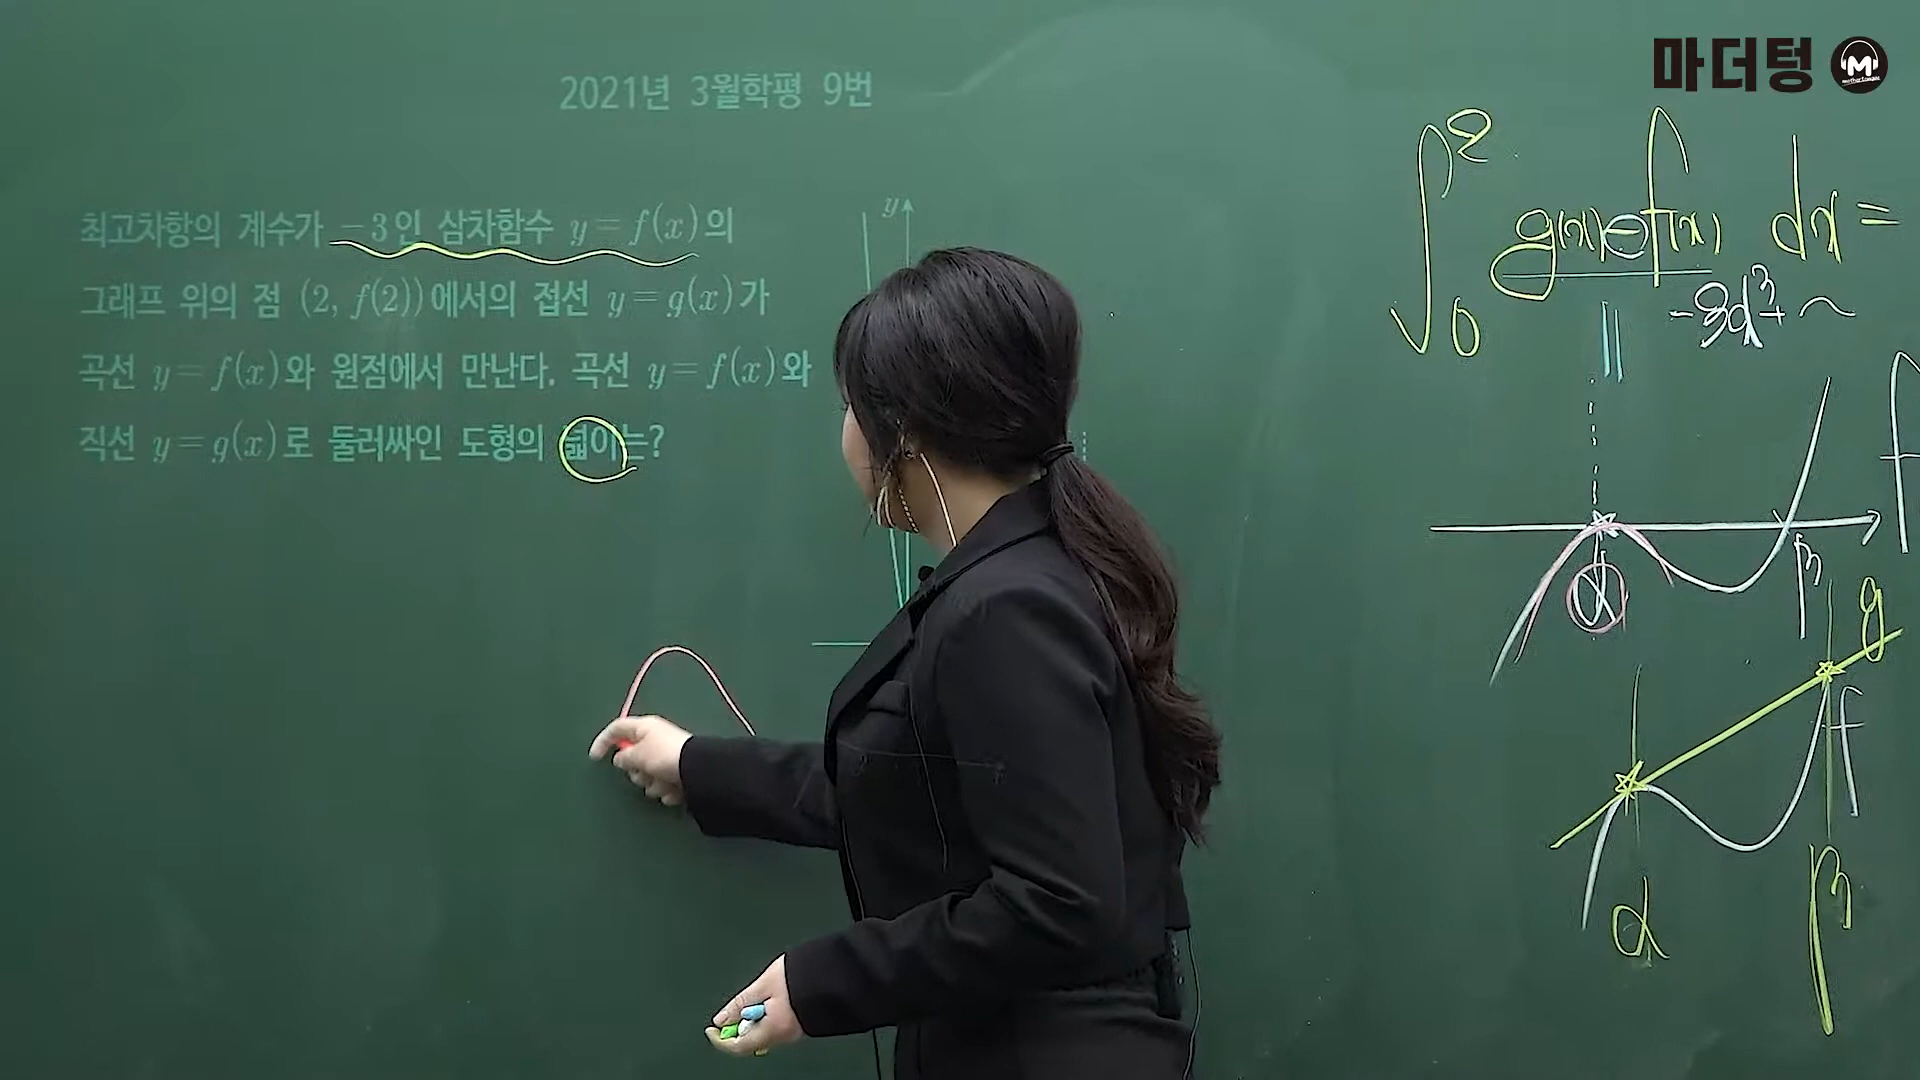 마더텅 M
2021년 3월학평 9번
최고차항의 계수가 -3인 삼차함수 y=f(x)의
그래프 위의 점 (2, f(2))에서의 접선 y=g(x)가
곡선 y=f(x)와 원점에서 만난다. 곡선 y=f(x)와
직선 y=g(x)로 둘러싸인 도형의 넓이는?
y
∫₀² g(x)-f(x) dx =
-3x³+~
||
f
α β
g
f
α β